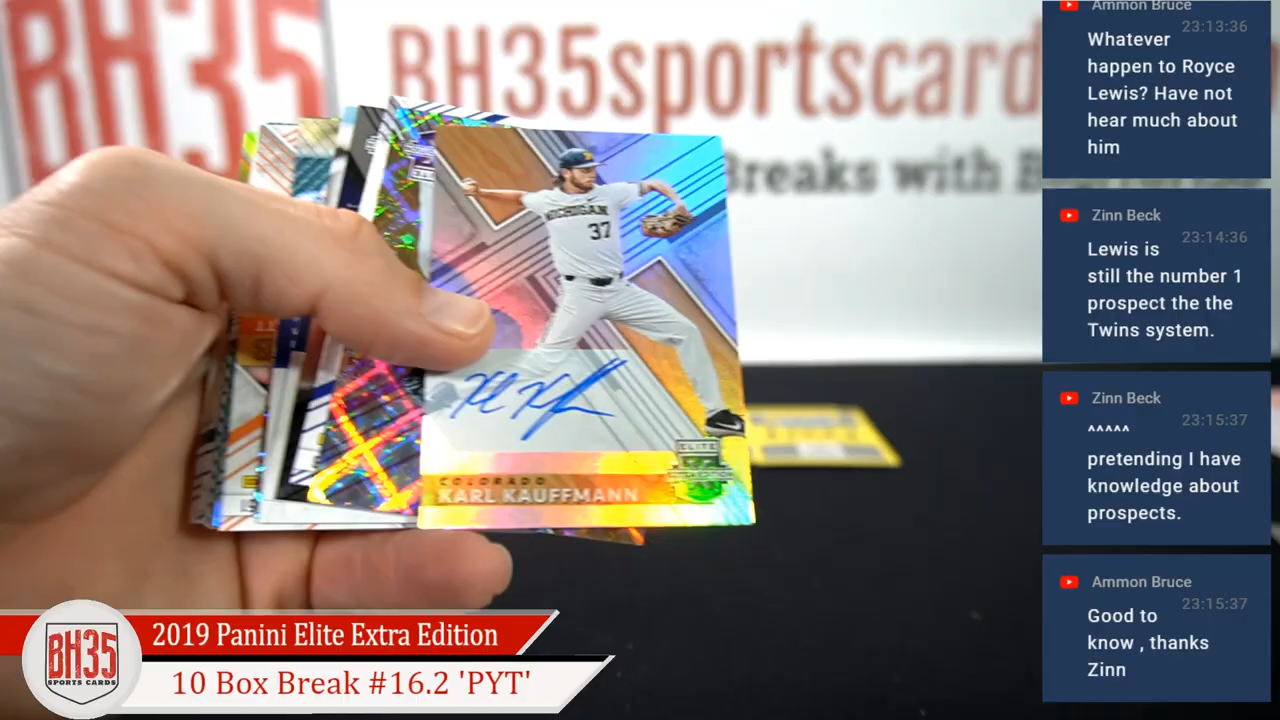 BH35sportscard
Breaks with B
MICHIGAN
37
ELITE
EXTRA EDITION
COLORADO
KARL KAUFFMANN
Ammon Bruce
23:13:36
Whatever
happen to Royce
Lewis? Have not
hear much about
him
Zinn Beck
23:14:36
Lewis is
still the number 1
prospect the the
Twins system.
Zinn Beck
23:15:37
^^^^^
pretending I have
knowledge about
prospects.
Ammon Bruce
23:15:37
Good to
know , thanks
Zinn
BH35
SPORTS CARDS
2019 Panini Elite Extra Edition
10 Box Break #16.2 'PYT'